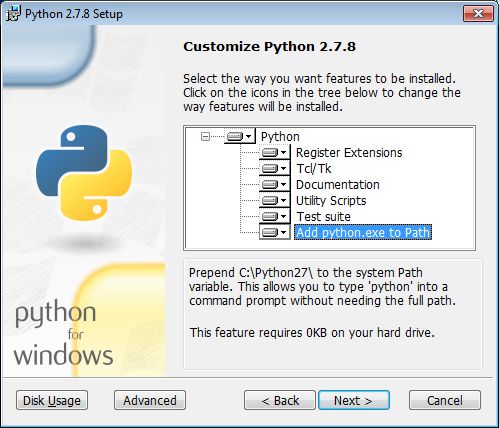 Python 2.7.8 Setup
Customize Python 2.7.8
Select the way you want features to be installed.
Click on the icons in the tree below to change the
way features will be installed.
Python
Register Extensions
Tcl/Tk
Documentation
Utility Scripts
Test suite
Add python.exe to Path
Prepend C:\Python27\ to the system Path
variable. This allows you to type 'python' into a
command prompt without needing the full path.
This feature requires 0KB on your hard drive.
python
for
windows
Disk Usage
Advanced
< Back
Next >
Cancel